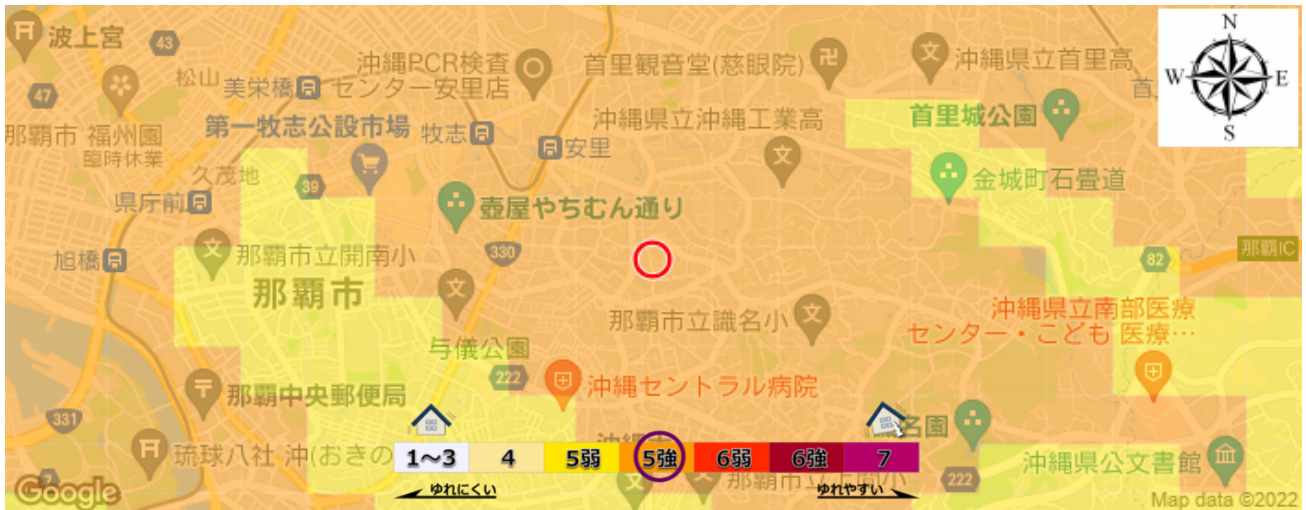 波上宮
43
松山
美栄橋
沖縄PCR検査
センター安里店
首里観音堂(慈眼院)
沖縄県立首里高
N
W
E
S
47
那覇市 福州園
臨時休業
第一牧志公設市場
牧志
安里
沖縄県立沖縄工業高
首里城公園
久茂地
39
県庁前
壺屋やちむん通り
金城町石畳道
旭橋
那覇市立開南小
330
82
那覇IC
那覇市
那覇市立識名小
沖縄県立南部医療
センター・こども 医療…
与儀公園
222
沖縄セントラル病院
那覇中央郵便局
331
琉球八社 沖(おきの
名園
1～3
4
5弱
5強
6弱
6強
7
ゆれにくい
ゆれやすい
222
沖縄県公文書館
Google
Map data ©2022